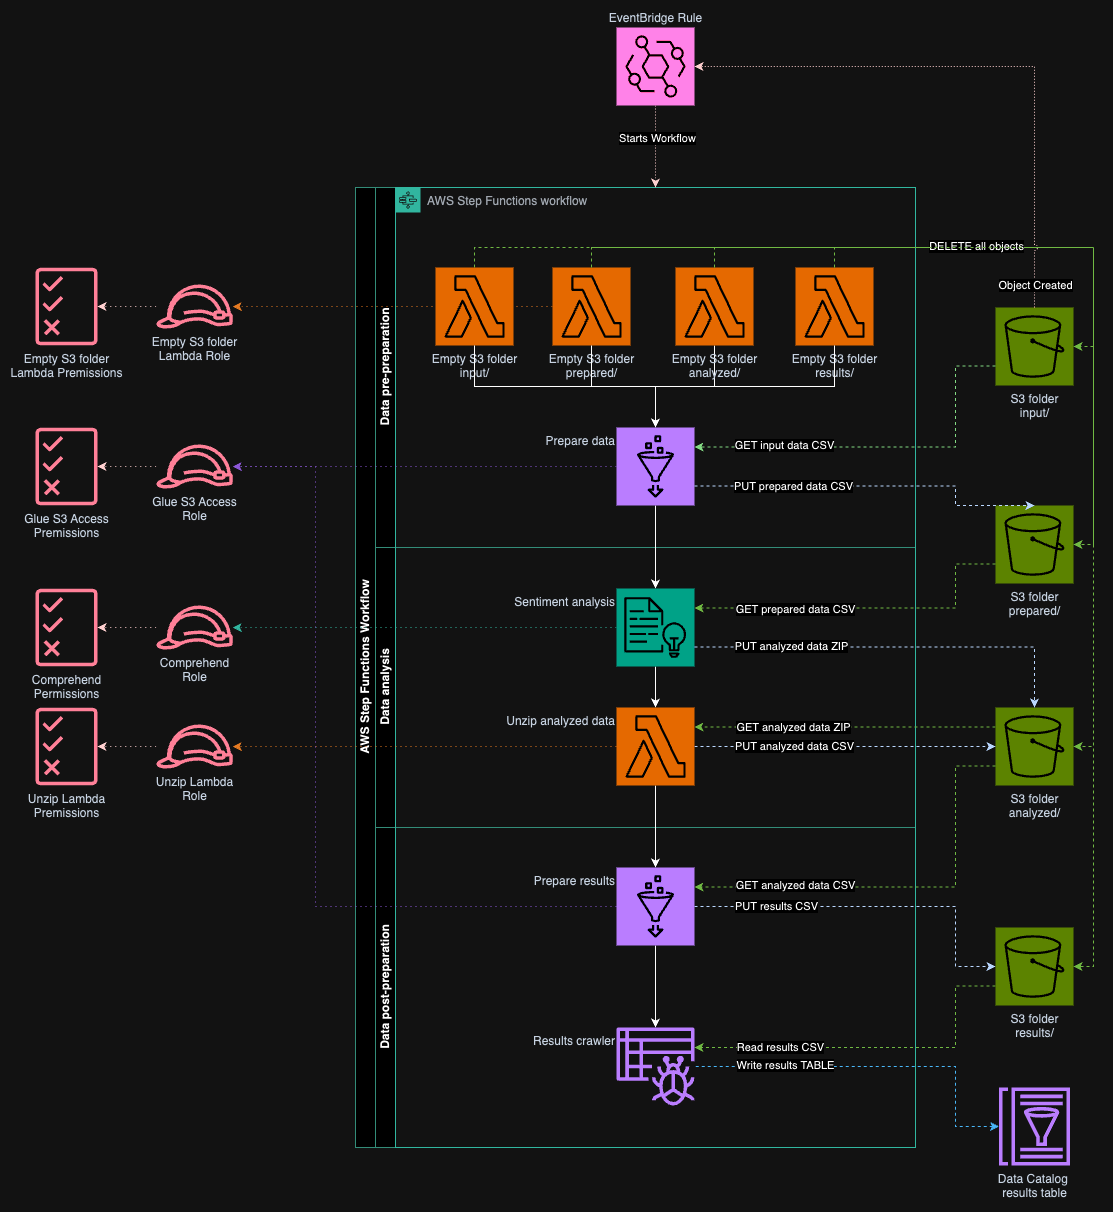 EventBridge Rule
Starts Workflow
AWS Step Functions workflow
DELETE all objects
Object Created
Empty S3 folder
Lambda Premissions
Empty S3 folder
Lambda Role
Empty S3 folder
input/
Empty S3 folder
prepared/
Empty S3 folder
analyzed/
Empty S3 folder
results/
S3 folder
input/
Data pre-preparation
Prepare data
GET input data CSV
PUT prepared data CSV
Glue S3 Access
Premissions
Glue S3 Access
Role
S3 folder
prepared/
AWS Step Functions Workflow
Data analysis
Sentiment analysis
GET prepared data CSV
PUT analyzed data ZIP
Comprehend
Permissions
Comprehend
Role
Unzip analyzed data
GET analyzed data ZIP
PUT analyzed data CSV
Unzip Lambda
Premissions
Unzip Lambda
Role
S3 folder
analyzed/
Data post-preparation
Prepare results
GET analyzed data CSV
PUT results CSV
S3 folder
results/
Results crawler
Read results CSV
Write results TABLE
Data Catalog
results table